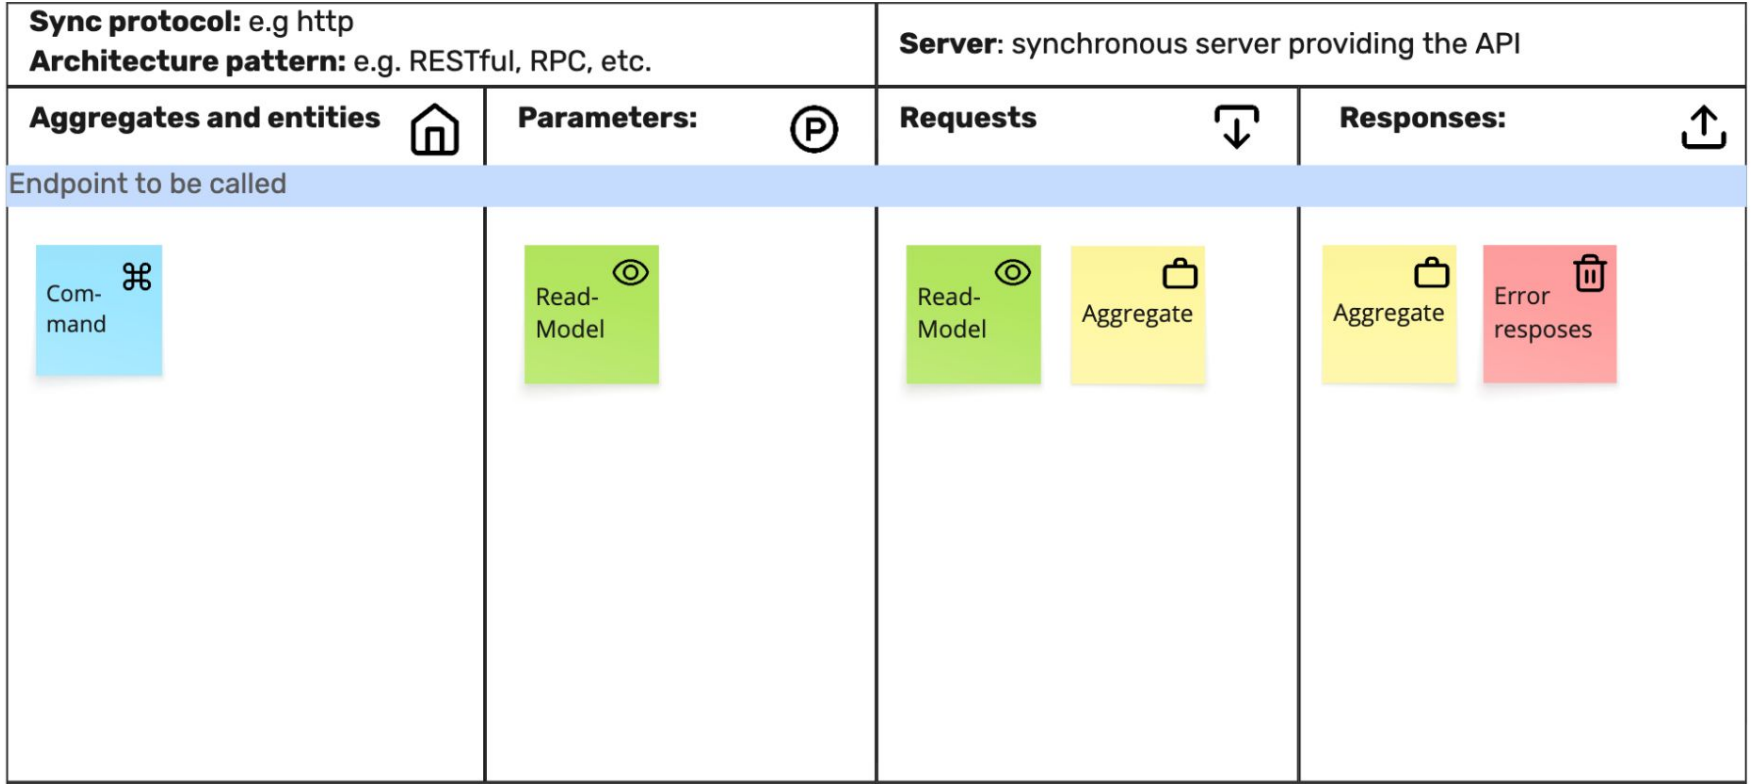 Sync protocol: e.g http
Architecture pattern: e.g. RESTful, RPC, etc.
Server: synchronous server providing the API
Aggregates and entities
Parameters:
Requests
Responses:
Endpoint to be called
Com-
mand
Read-
Model
Read-
Model
Aggregate
Aggregate
Error
resposes